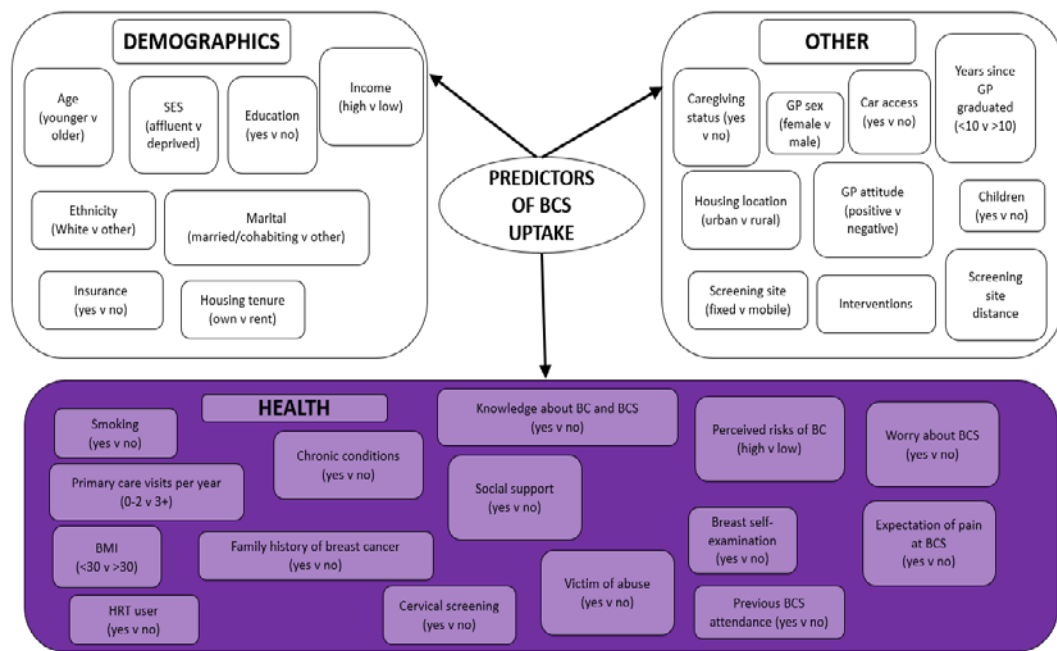 DEMOGRAPHICS
Age
(younger v
older)
SES
(affluent v
deprived)
Education
(yes v no)
Income
(high v low)
Ethnicity
(White v other)
Marital
(married/cohabiting v other)
Insurance
(yes v no)
Housing tenure
(own v rent)
PREDICTORS
OF BCS
UPTAKE
OTHER
Caregiving
status (yes
v no)
GP sex
(female v
male)
Car access
(yes v no)
Years since
GP
graduated
(<10 v >10)
Housing location
(urban v rural)
GP attitude
(positive v
negative)
Children
(yes v no)
Screening site
(fixed v mobile)
Interventions
Screening
site
distance
HEALTH
Smoking
(yes v no)
Knowledge about BC and BCS
(yes v no)
Perceived risks of BC
(high v low)
Worry about BCS
(yes v no)
Chronic conditions
(yes v no)
Primary care visits per year
(0-2 v 3+)
Social support
(yes v no)
Breast self-
examination
(yes v no)
Expectation of pain
at BCS
(yes v no)
BMI
(<30 v >30)
Family history of breast cancer
(yes v no)
Victim of abuse
(yes v no)
HRT user
(yes v no)
Cervical screening
(yes v no)
Previous BCS
attendance (yes v no)